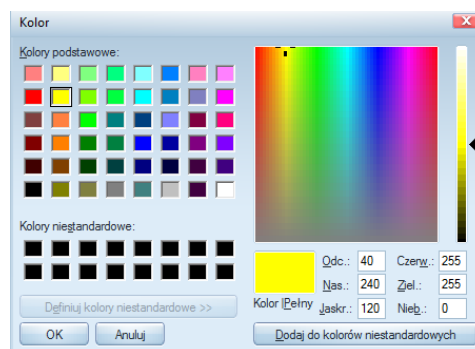 Kolor
Kolory podstawowe:
Kolory niestandardowe:
Definiuj kolory niestandardowe >>
OK Anuluj
Kolor|Pełny
Odc.: 40 Czerw.: 255
Nas.: 240 Ziel.: 255
Jaskr.: 120 Nieb.: 0
Dodaj do kolorów niestandardowych